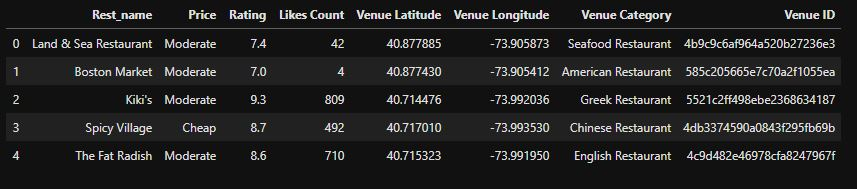 Rest_name Price Rating Likes Count Venue Latitude Venue Longitude Venue Category Venue ID
0 Land & Sea Restaurant Moderate 7.4 42 40.877885 -73.905873 Seafood Restaurant 4b9c9c6af964a520b27236e3
1 Boston Market Moderate 7.0 4 40.877430 -73.905412 American Restaurant 585c205665e7c70a2f1055ea
2 Kiki's Moderate 9.3 809 40.714476 -73.992036 Greek Restaurant 5521c2ff498ebe2368634187
3 Spicy Village Cheap 8.7 492 40.717010 -73.993530 Chinese Restaurant 4db3374590a0843f295fb69b
4 The Fat Radish Moderate 8.6 710 40.715323 -73.991950 English Restaurant 4c9d482e46978cfa8247967f